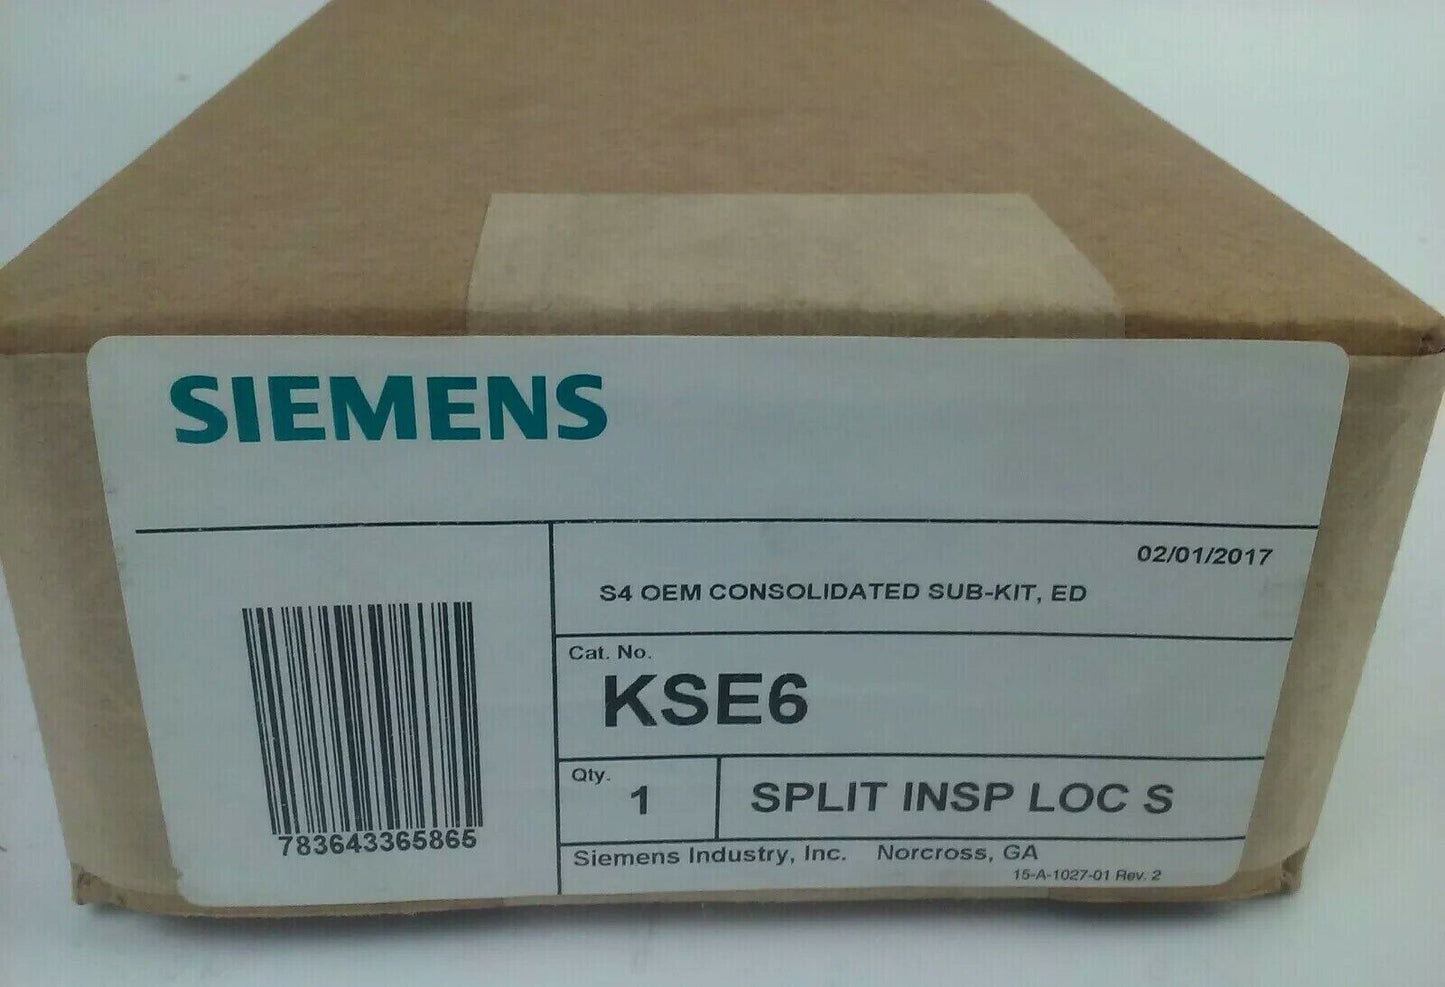 SIEMENS
02/01/2017
S4 OEM CONSOLIDATED SUB-KIT, ED
Cat. No.
KSE6
Qty.
1
SPLIT INSP LOC S
783643365865
Siemens Industry, Inc. Norcross, GA
15-A-1027-01 Rev. 2